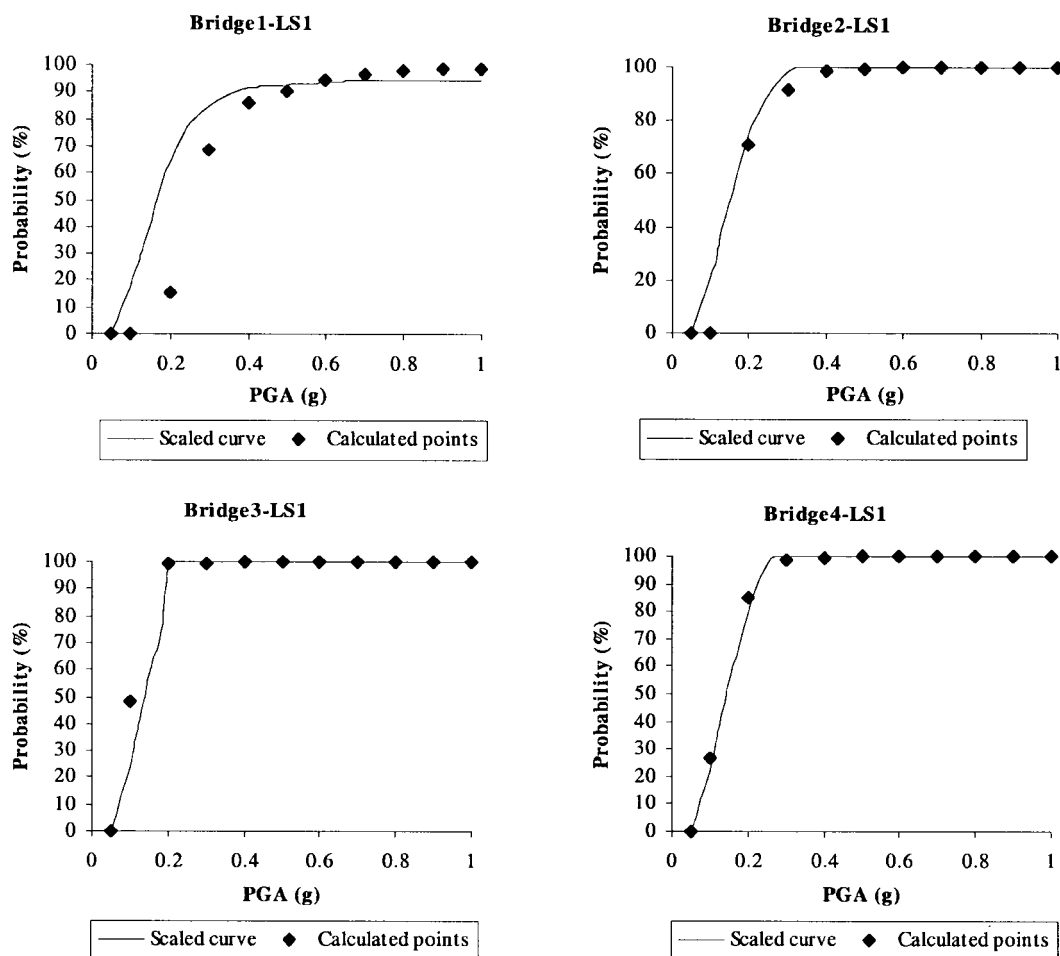 Bridge1-LS1
Probability (%)
100
90
80
70
60
50
40
30
20
10
0
0 0.2 0.4 0.6 0.8 1
PGA (g)
Scaled curve Calculated points
Bridge2-LS1
Probability (%)
100
80
60
40
20
0
0 0.2 0.4 0.6 0.8 1
PGA (g)
Scaled curve Calculated points
Bridge3-LS1
Probability (%)
100
90
80
70
60
50
40
30
20
10
0
0 0.2 0.4 0.6 0.8 1
PGA (g)
Scaled curve Calculated points
Bridge4-LS1
Probability (%)
100
90
80
70
60
50
40
30
20
10
0
0 0.2 0.4 0.6 0.8 1
PGA (g)
Scaled curve Calculated points